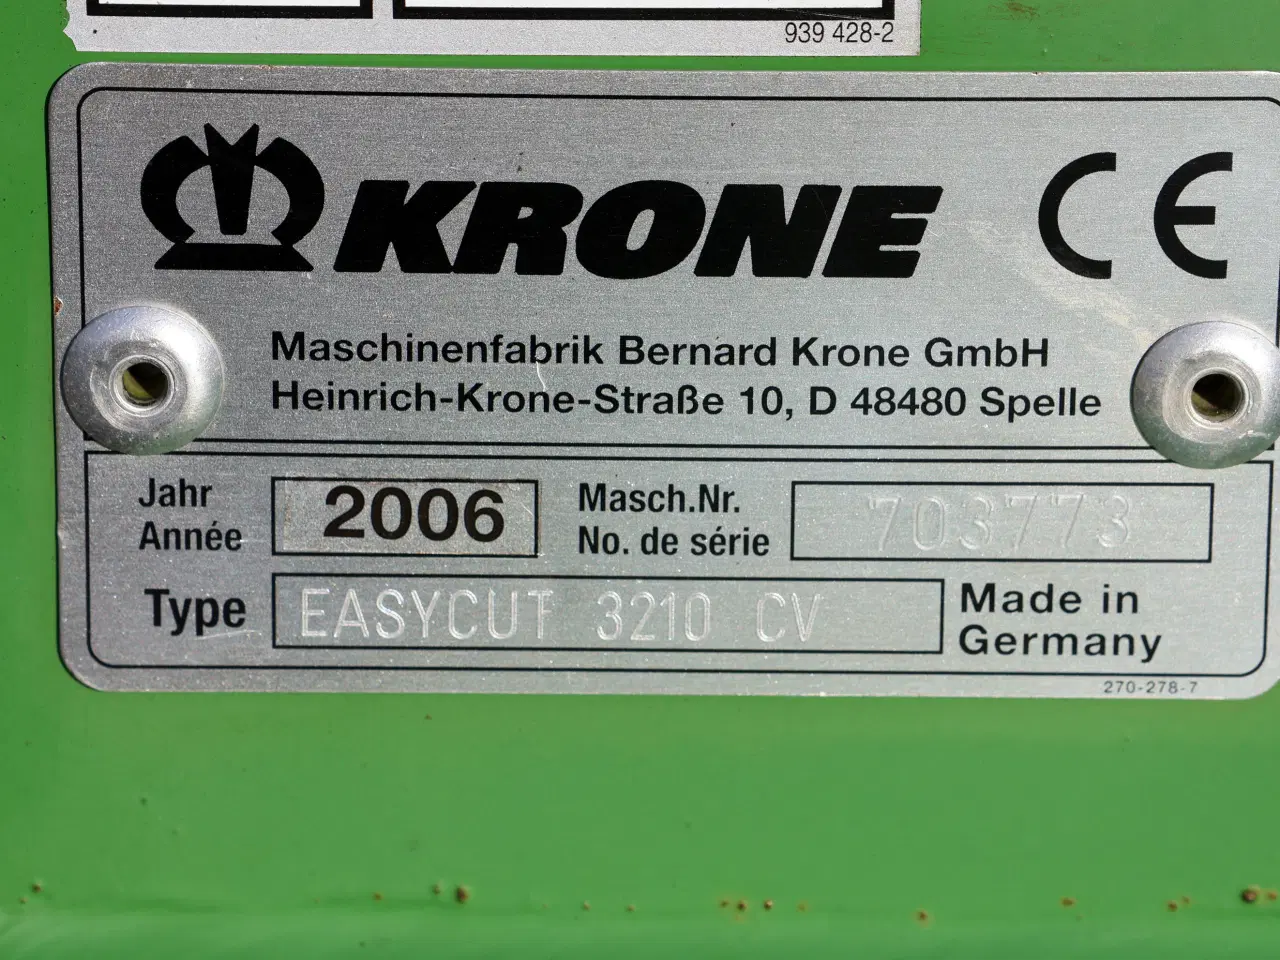 939 428-2
KRONE CE
Maschinenfabrik Bernard Krone GmbH
Heinrich-Krone-Straße 10, D 48480 Spelle
Jahr
Année
2006
Masch.Nr.
No. de série
703773
Type
EASYCUT 3210 CV
Made in
Germany
270-278-7